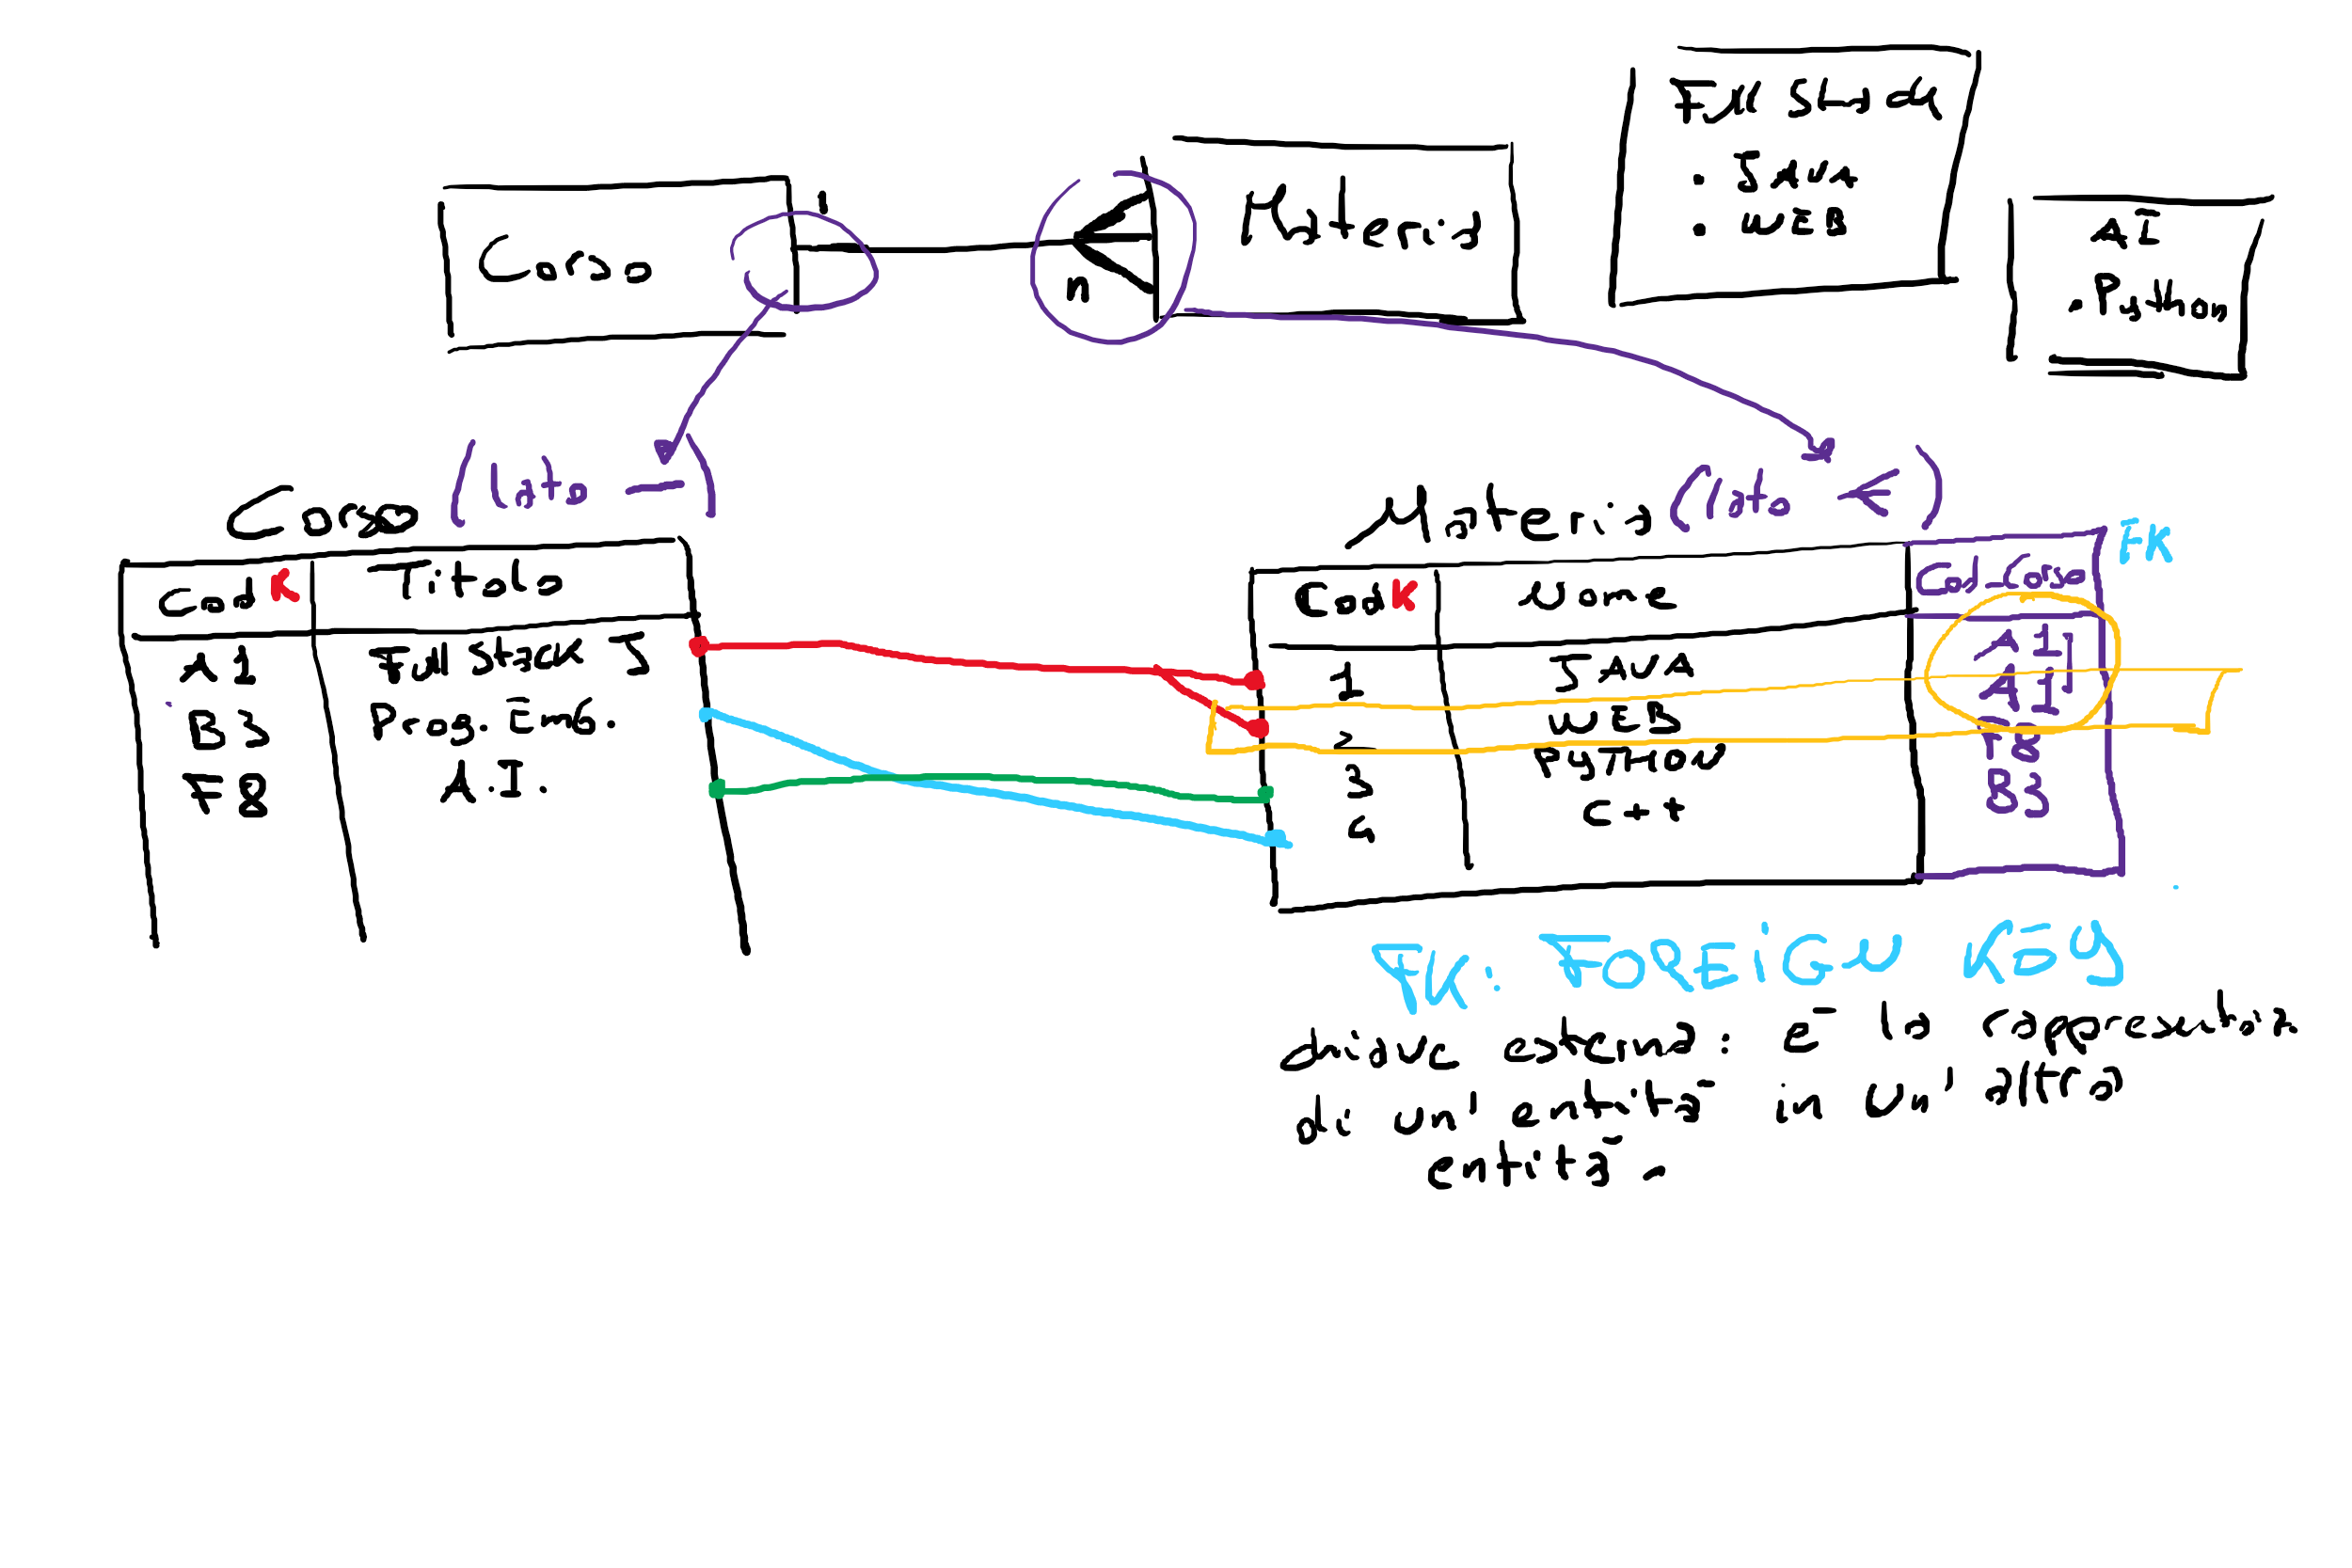 1
Corso
n
Materia
Full Stack
. JAVA
. WEB
AI
. Python
(lato -)
Corso
(lato <)
Materia
FK
Cod K Titolo
Cod K Nome Cod Corso
A1 Full Stack J
1 JAVA A1
B3 Prog. Emb.
2 WEB A1
F8 A.I.
3 PYTHON F8
4 C++ B3
FK: FOREIGN KEY
chiave esterna: è la rappresentazione
di un'entità in un'altra
entità.